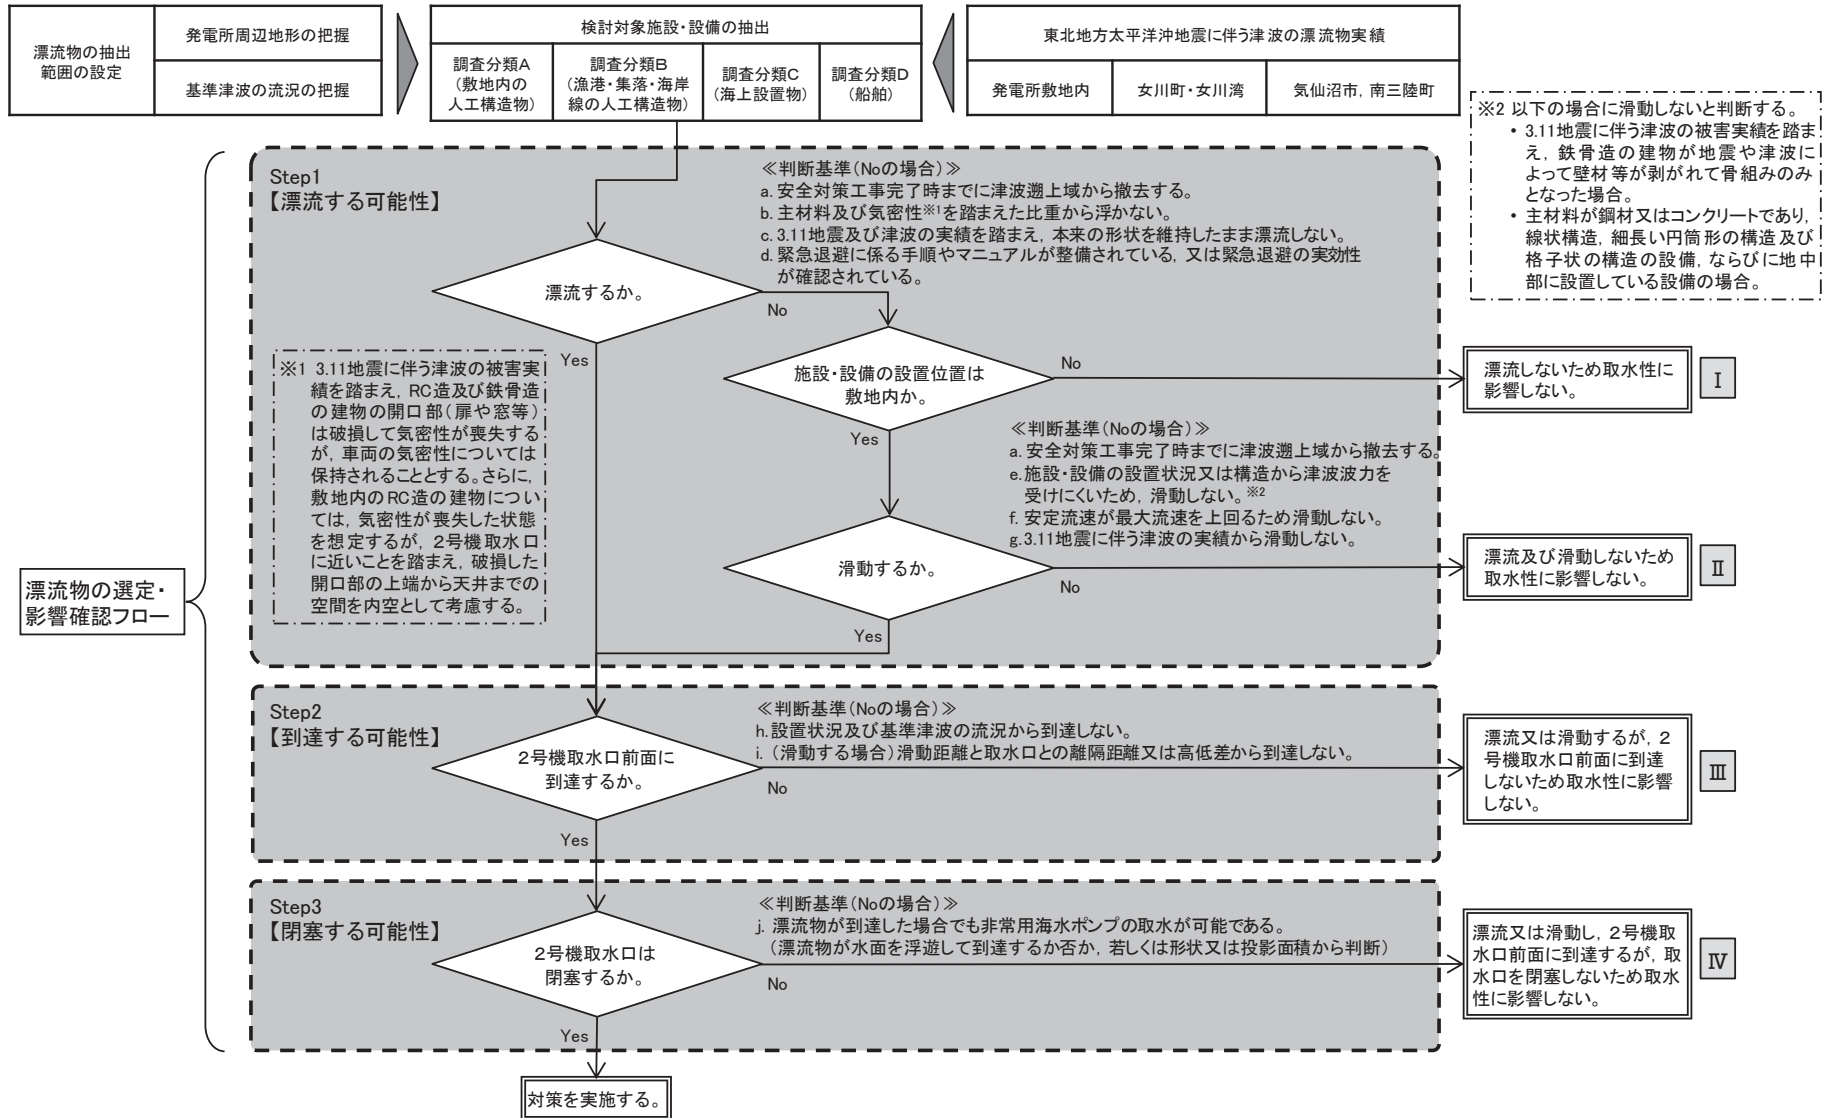 漂流物の抽出
範囲の設定
発電所周辺地形の把握
基準津波の流況の把握
検討対象施設・設備の抽出
調査分類A
(敷地内の
人工構造物)
調査分類B
(漁港・集落・海岸
線の人工構造物)
調査分類C
(海上設置物)
調査分類D
(船舶)
東北地方太平洋沖地震に伴う津波の漂流物実績
発電所敷地内
女川町・女川湾
気仙沼市，南三陸町
※2 以下の場合に滑動しないと判断する。
• 3.11地震に伴う津波の被害実績を踏ま
え，鉄骨造の建物が地震や津波に
よって壁材等が剥がれて骨組みのみ
となった場合。
• 主材料が鋼材又はコンクリートであり，
線状構造，細長い円筒形の構造及び
格子状の構造の設備，ならびに地中
部に設置している設備の場合。
漂流物の選定・
影響確認フロー
Step1
【漂流する可能性】
≪判断基準(Noの場合)≫
a. 安全対策工事完了時までに津波遡上域から撤去する。
b. 主材料及び気密性※1を踏まえた比重から浮かない。
c. 3.11地震及び津波の実績を踏まえ，本来の形状を維持したまま漂流しない。
d. 緊急退避に係る手順やマニュアルが整備されている，又は緊急退避の実効性
が確認されている。
漂流するか。
No
Yes
※1 3.11地震に伴う津波の被害実
績を踏まえ，RC造及び鉄骨造
の建物の開口部(扉や窓等)
は破損して気密性が喪失する
が，車両の気密性については
保持されることとする。さらに，
敷地内のRC造の建物につい
ては，気密性が喪失した状態
を想定するが，2号機取水口
に近いことを踏まえ，破損した
開口部の上端から天井までの
空間を内空として考慮する。
施設・設備の設置位置は
敷地内か。
No
Yes
漂流しないため取水性に
影響しない。
Ⅰ
≪判断基準(Noの場合)≫
a. 安全対策工事完了時までに津波遡上域から撤去する。
e. 施設・設備の設置状況又は構造から津波波力を
受けにくいため，滑動しない。※2
f. 安定流速が最大流速を上回るため滑動しない。
g. 3.11地震に伴う津波の実績から滑動しない。
滑動するか。
No
Yes
漂流及び滑動しないため
取水性に影響しない。
Ⅱ
Step2
【到達する可能性】
≪判断基準(Noの場合)≫
h. 設置状況及び基準津波の流況から到達しない。
i. (滑動する場合)滑動距離と取水口との離隔距離又は高低差から到達しない。
2号機取水口前面に
到達するか。
No
Yes
漂流又は滑動するが，2
号機取水口前面に到達
しないため取水性に影響
しない。
Ⅲ
Step3
【閉塞する可能性】
≪判断基準(Noの場合)≫
j. 漂流物が到達した場合でも非常用海水ポンプの取水が可能である。
(漂流物が水面を浮遊して到達するか否か，若しくは形状又は投影面積から判断)
2号機取水口は
閉塞するか。
No
Yes
漂流又は滑動し，2号機取
水口前面に到達するが，取
水口を閉塞しないため取水
性に影響しない。
Ⅳ
対策を実施する。